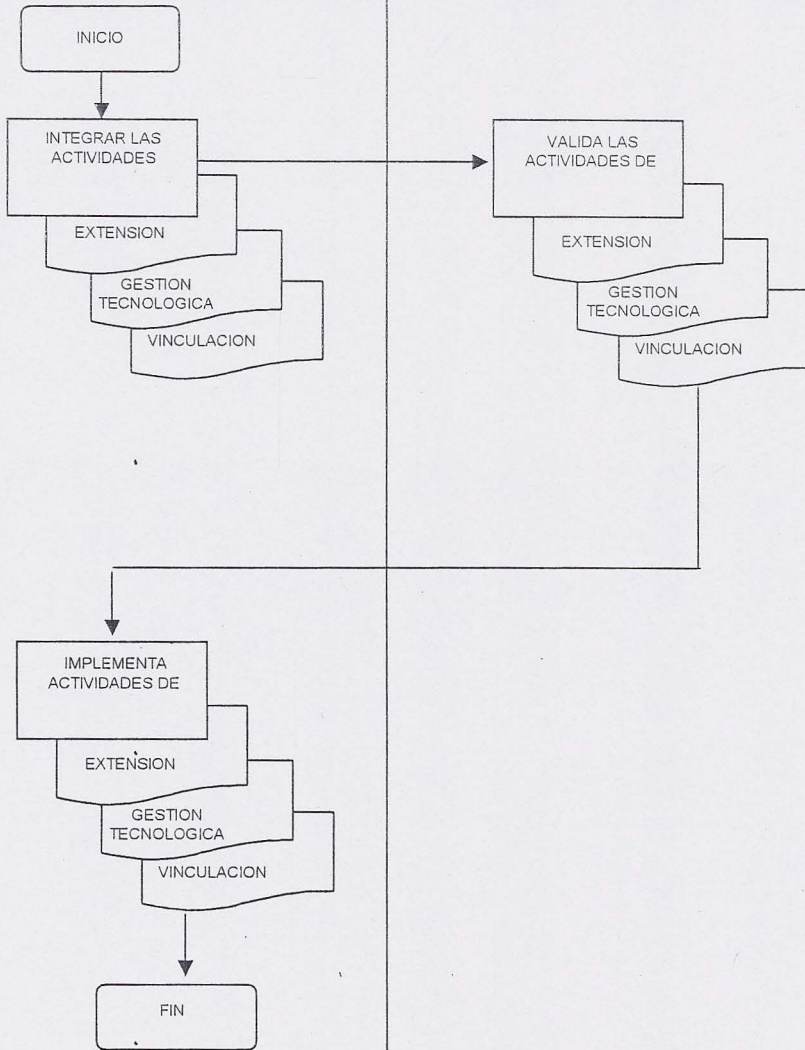 INICIO
INTEGRAR LAS
ACTIVIDADES
EXTENSION
GESTION
TECNOLOGICA
VINCULACION
VALIDA LAS
ACTIVIDADES DE
EXTENSION
GESTION
TECNOLOGICA
VINCULACION
IMPLEMENTA
ACTIVIDADES DE
EXTENSION
GESTION
TECNOLOGICA
VINCULACION
FIN